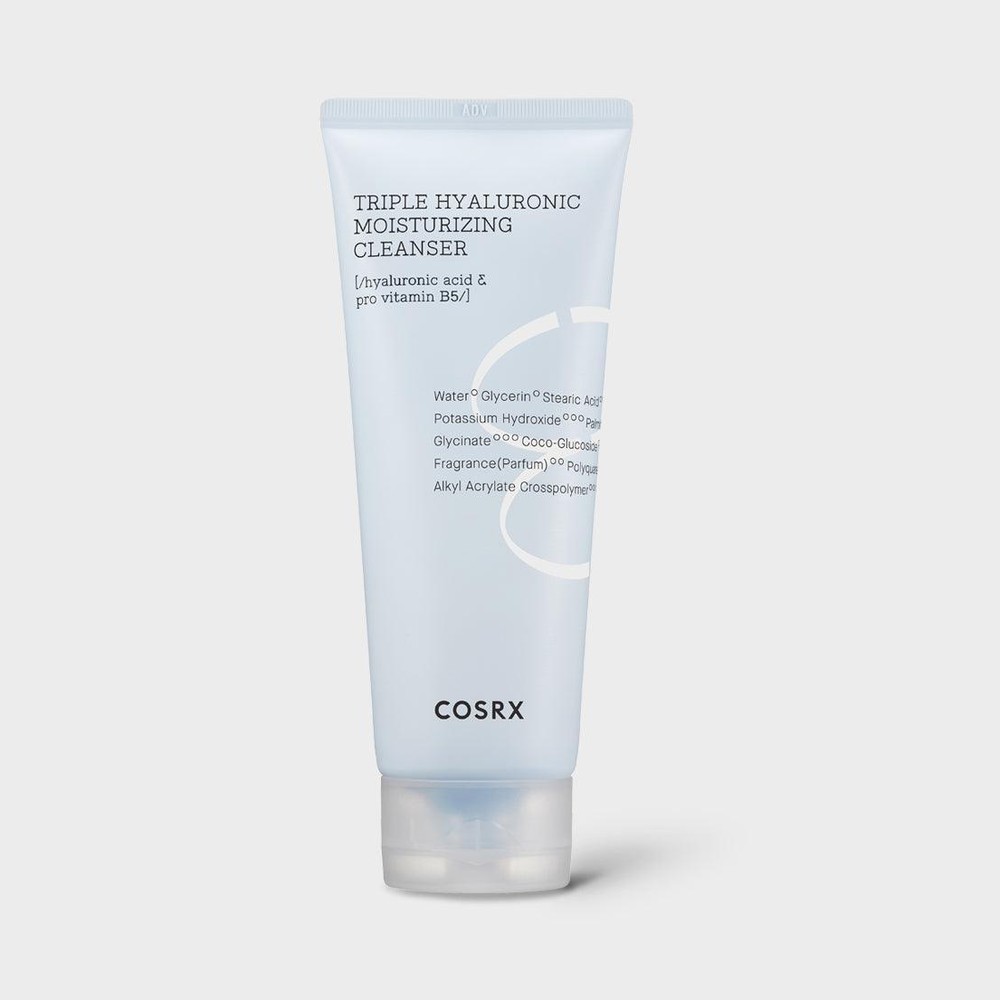 ADV
TRIPLE HYALURONIC
MOISTURIZING
CLEANSER
[/hyaluronic acid &
pro vitamin B5/]
Water° Glycerin° Stearic Acid°
Potassium Hydroxide°°°
Glycinate°°° Coco-Glucoside
Fragrance(Parfum)°°
Alkyl Acrylate Crosspolymer°°
COSRX